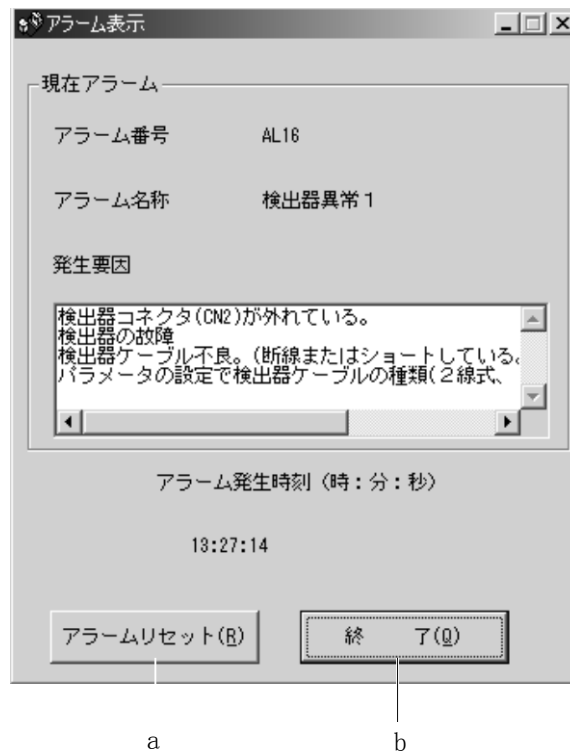 アラーム表示
現在アラーム
アラーム番号 AL16
アラーム名称 検出器異常1
発生要因
検出器コネクタ(CN2)が外れている。
検出器の故障
検出器ケーブル不良。(断線またはショートしている。
パラメータの設定で検出器ケーブルの種類(2線式、
アラーム発生時刻(時:分:秒)
13:27:14
アラームリセット(R) 終 了(Q)
a b